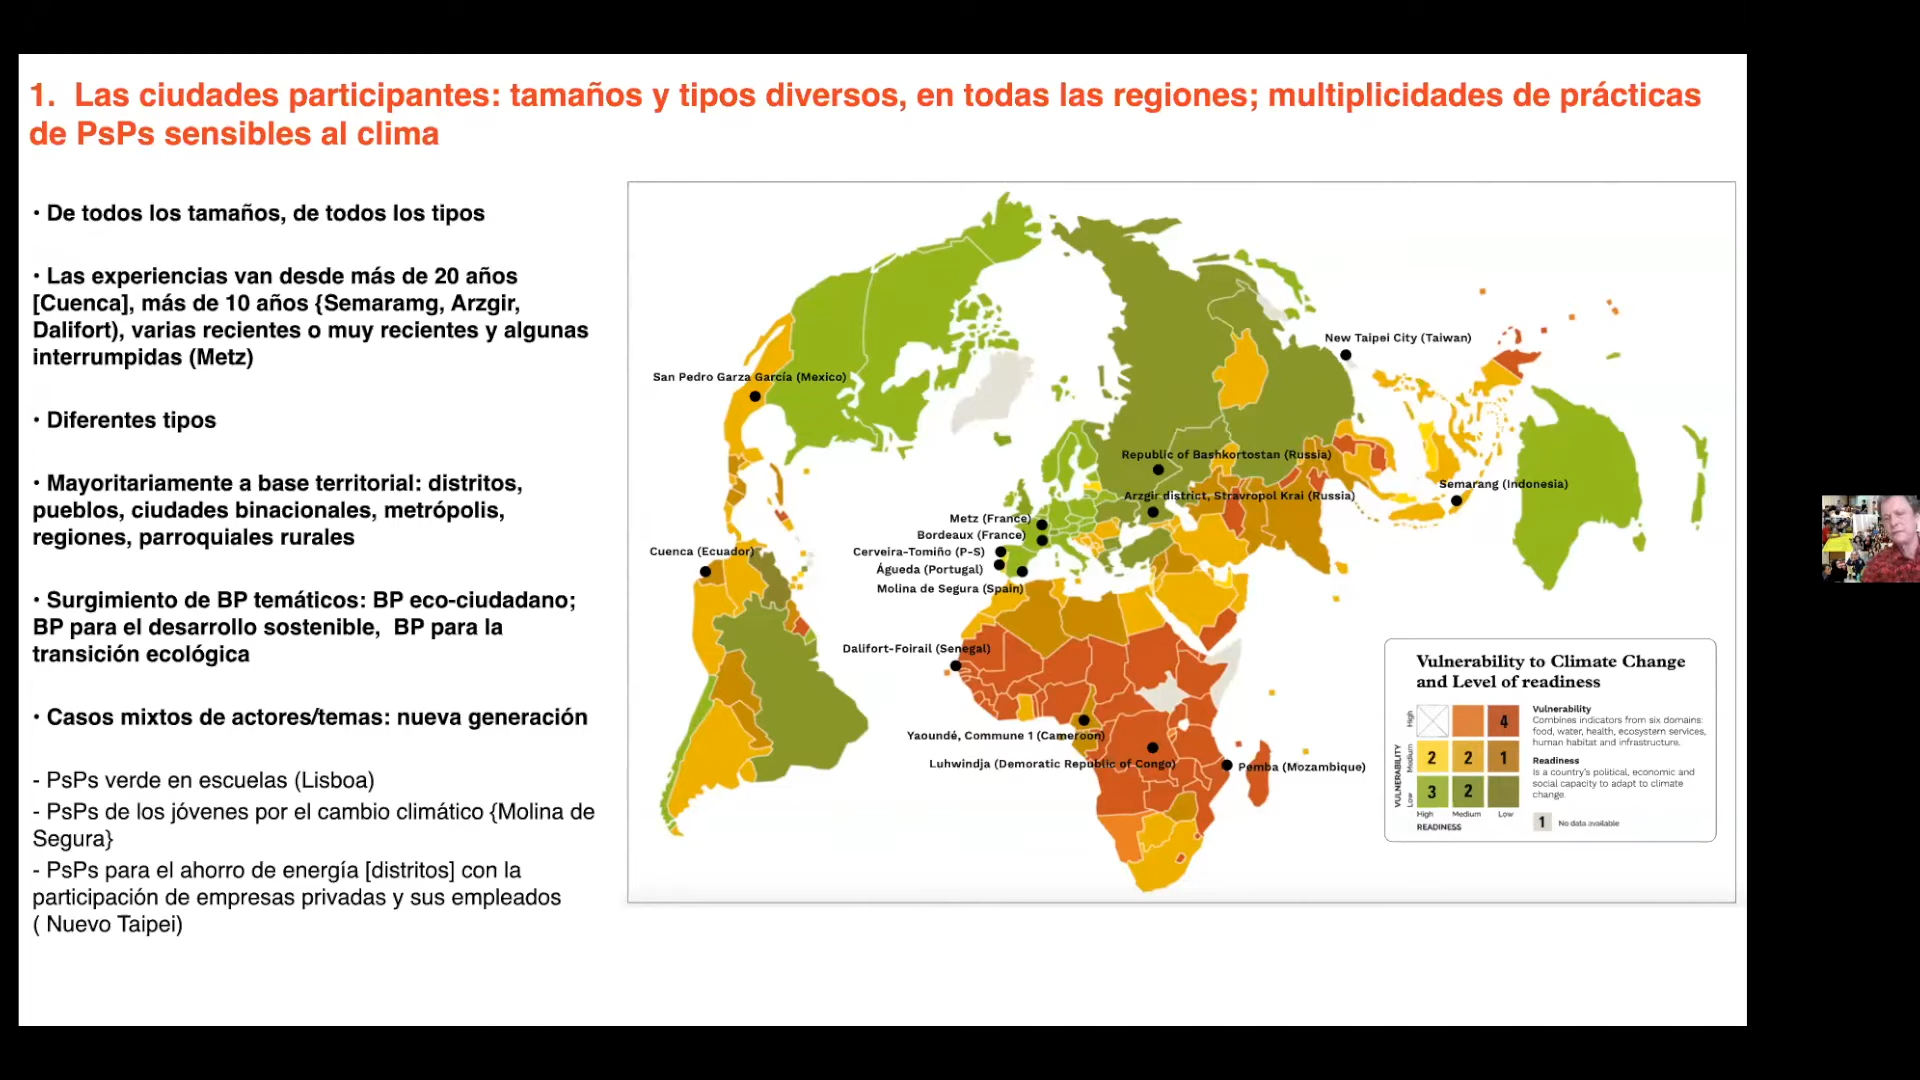 1. Las ciudades participantes: tamaños y tipos diversos, en todas las regiones; multiplicidades de prácticas
de PsPs sensibles al clima
• De todos los tamaños, de todos los tipos
• Las experiencias van desde más de 20 años
[Cuenca], más de 10 años {Semaramg, Arzgir,
Dalifort), varias recientes o muy recientes y algunas
interrumpidas (Metz)
• Diferentes tipos
• Mayoritariamente a base territorial: distritos,
pueblos, ciudades binacionales, metrópolis,
regiones, parroquiales rurales
• Surgimiento de BP temáticos: BP eco-ciudadano;
BP para el desarrollo sostenible, BP para la
transición ecológica
• Casos mixtos de actores/temas: nueva generación
- PsPs verde en escuelas (Lisboa)
- PsPs de los jóvenes por el cambio climático {Molina de
Segura}
- PsPs para el ahorro de energía [distritos] con la
participación de empresas privadas y sus empleados
( Nuevo Taipei)
New Taipei City (Taiwan)
San Pedro Garza García (Mexico)
Republic of Bashkortostan (Russia)
Semarang (Indonesia)
Arzgir district, Stravropol Krai (Russia)
Metz (France)
Bordeaux (France)
Cuenca (Ecuador)
Cerveira-Tomiño (P-S)
Águeda (Portugal)
Molina de Segura (Spain)
Dalifort-Foirail (Senegal)
Yaoundé, Commune 1 (Cameroon)
Luhwindja (Demoratic Republic of Congo)
Pemba (Mozambique)
Vulnerability to Climate Change
and Level of readiness
VULNERABILITY
High
Medium
Low
4
2 2 1
3 2
High Medium Low
READINESS
Vulnerability
Combines indicators from six domains:
food, water, health, ecosystem services,
human habitat and infrastructure.
Readiness
Is a country's political, economic and
social capacity to adapt to climate
change.
1 No data available